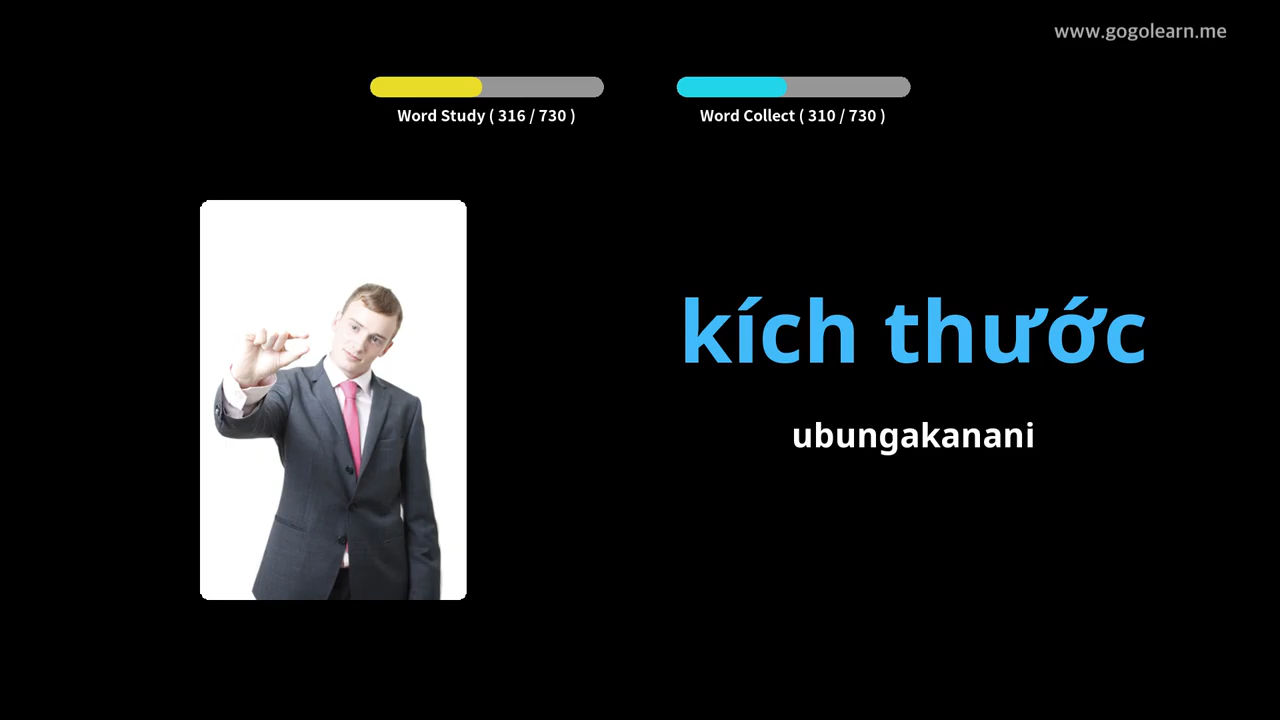 www.gogolearn.me
Word Study ( 316 / 730 )
Word Collect ( 310 / 730 )
kích thước
ubungakanani